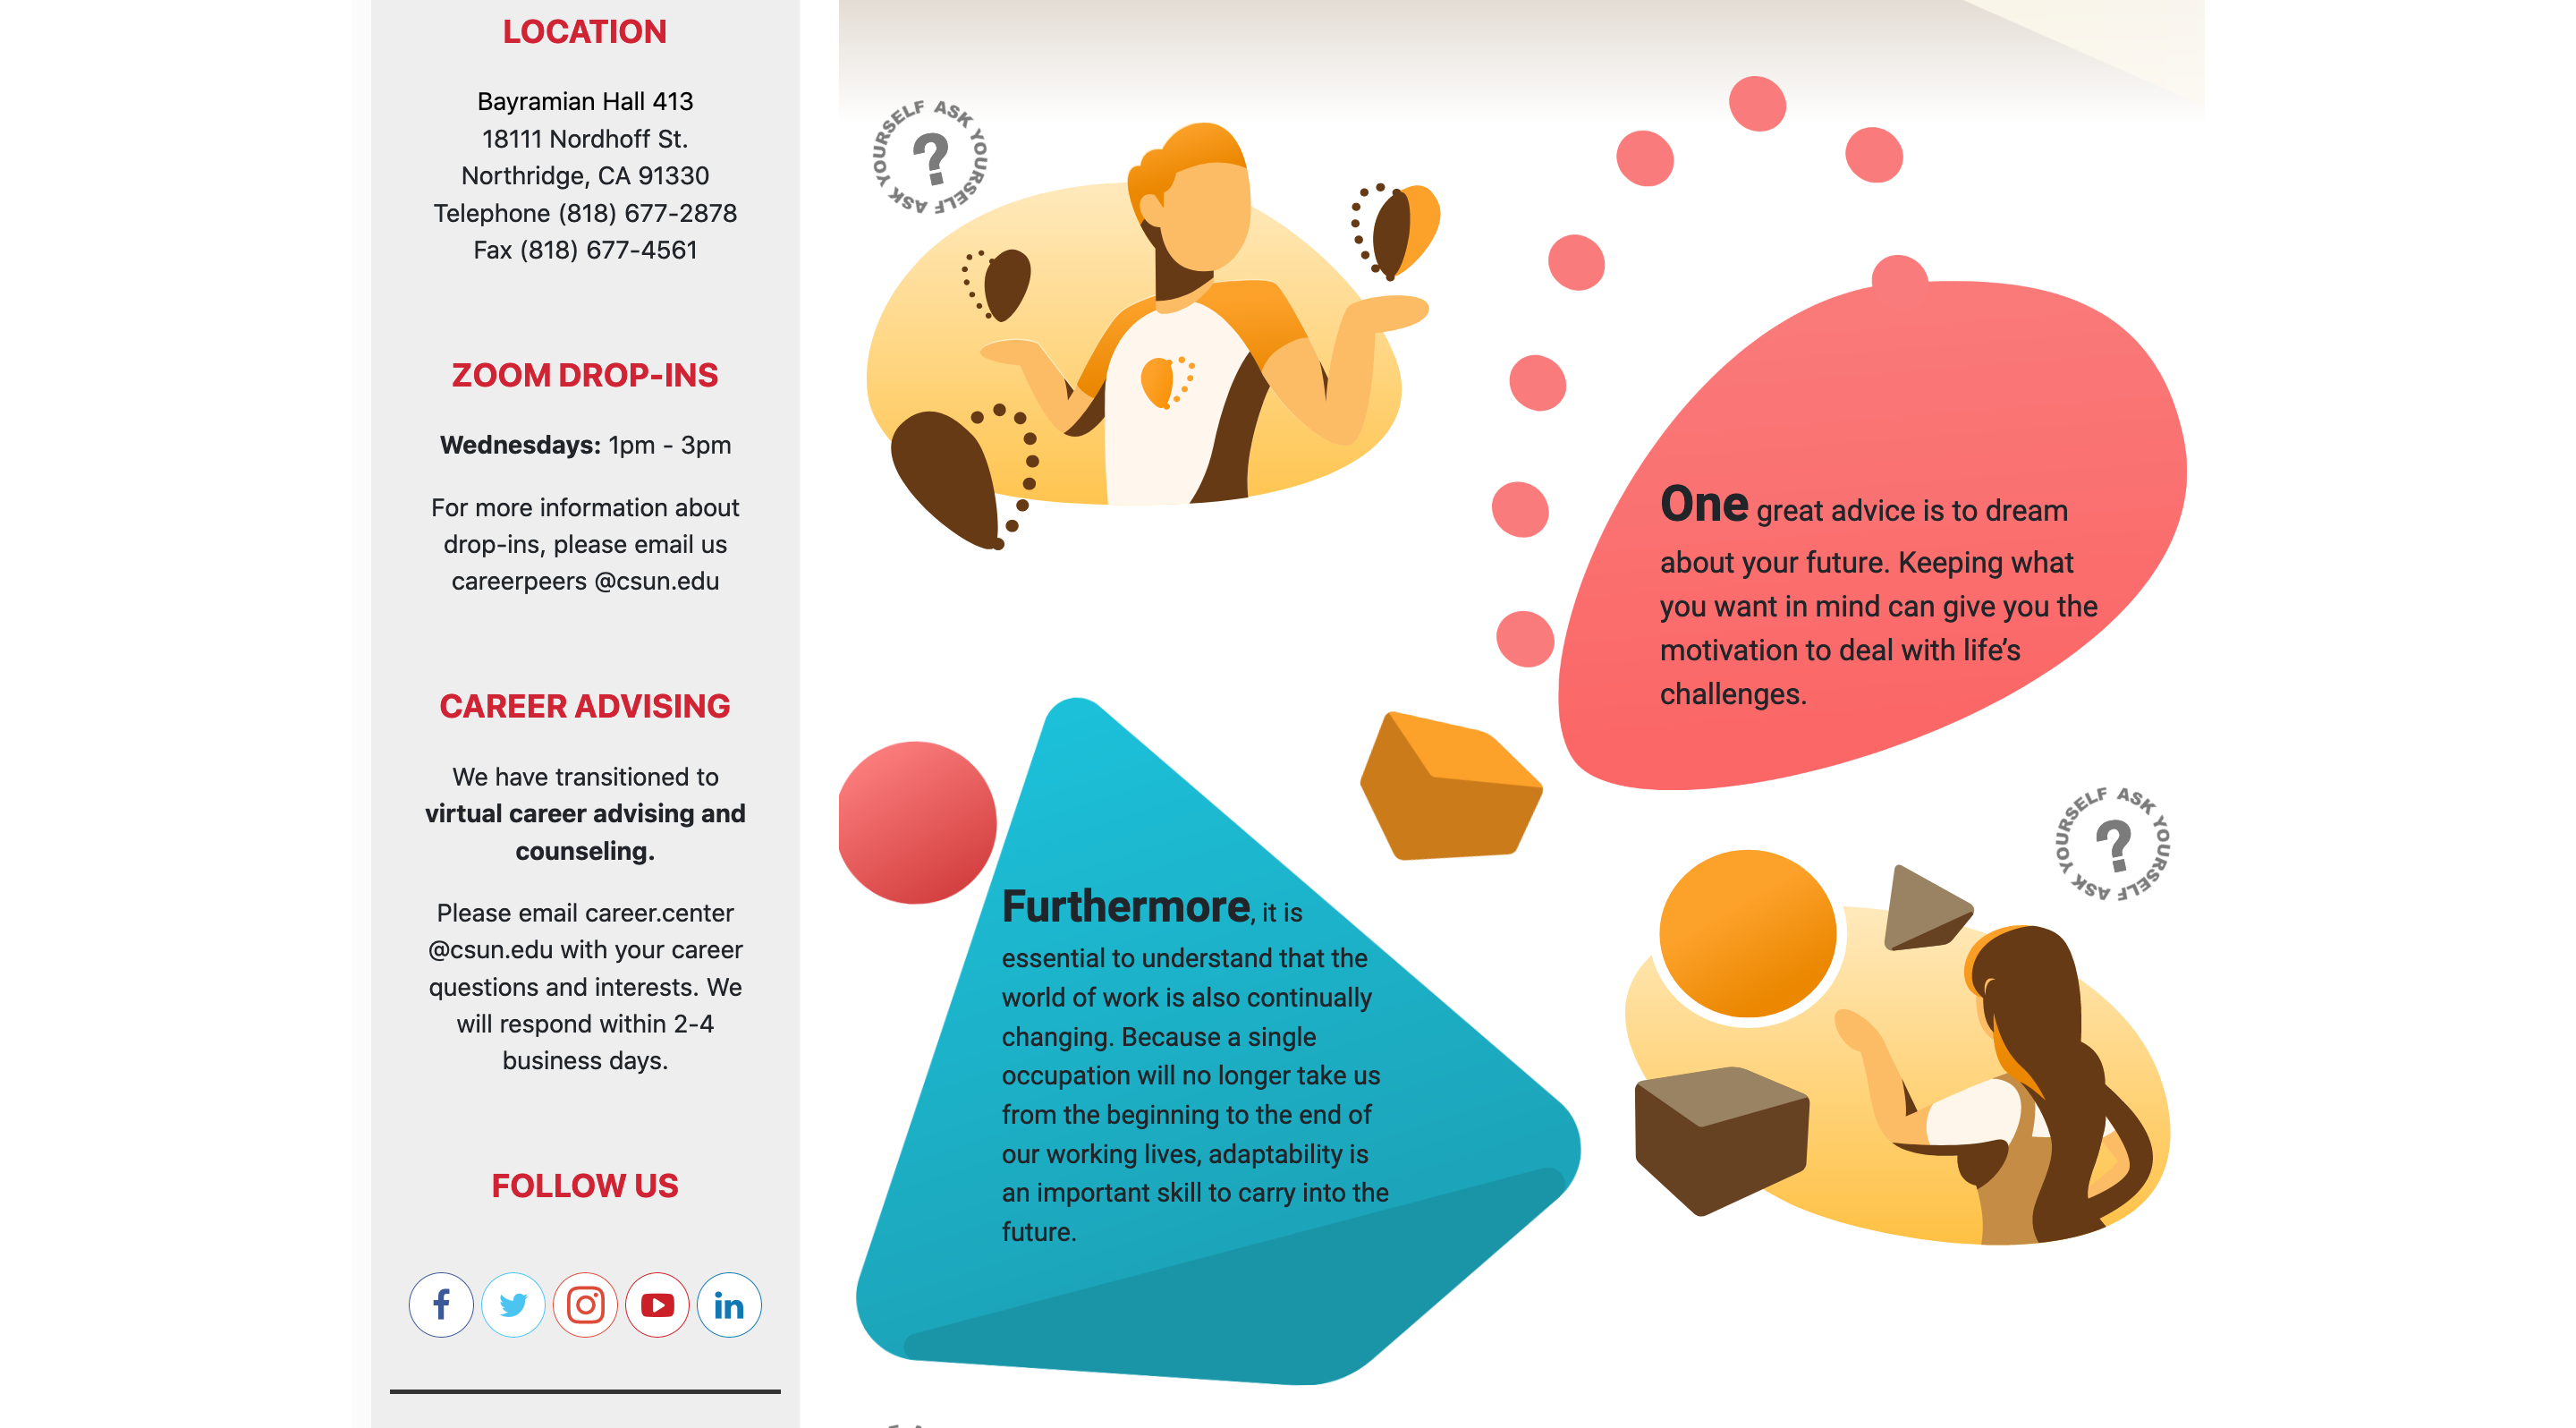 LOCATION
Bayramian Hall 413
18111 Nordhoff St.
Northridge, CA 91330
Telephone (818) 677-2878
Fax (818) 677-4561
ZOOM DROP-INS
Wednesdays: 1pm - 3pm
For more information about
drop-ins, please email us
careerpeers @csun.edu
CAREER ADVISING
We have transitioned to
virtual career advising and
counseling.
Please email career.center
@csun.edu with your career
questions and interests. We
will respond within 2-4
business days.
FOLLOW US
ASK YOURSELF ASK YOURSELF
?
One great advice is to dream
about your future. Keeping what
you want in mind can give you the
motivation to deal with life’s
challenges.
Furthermore, it is
essential to understand that the
world of work is also continually
changing. Because a single
occupation will no longer take us
from the beginning to the end of
our working lives, adaptability is
an important skill to carry into the
future.
ASK YOURSELF ASK YOURSELF
?